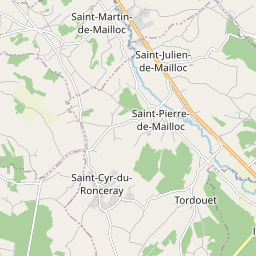 Saint-Martin-
de-Mailloc
Saint-Julien-
de-Mailloc
Saint-Pierre-
de-Mailloc
Saint-Cyr-du-
Ronceray
Tordouet